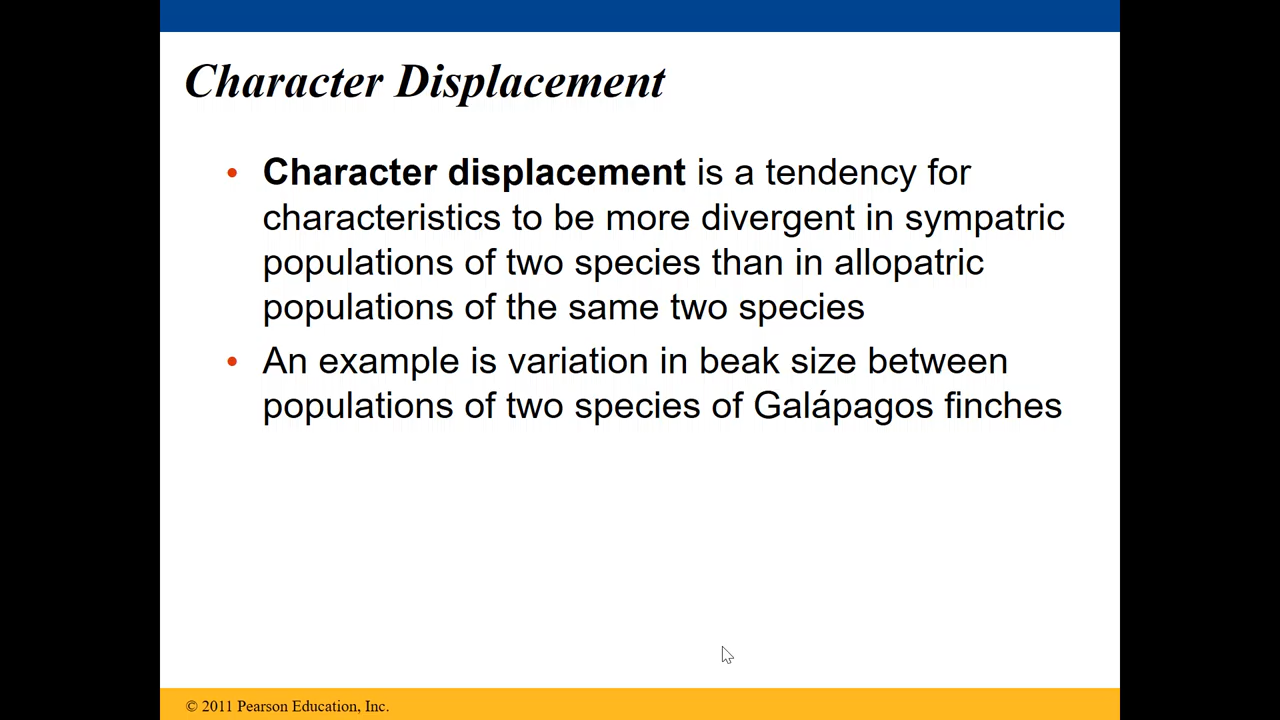 Character Displacement
• Character displacement is a tendency for
characteristics to be more divergent in sympatric
populations of two species than in allopatric
populations of the same two species
• An example is variation in beak size between
populations of two species of Galápagos finches
© 2011 Pearson Education, Inc.